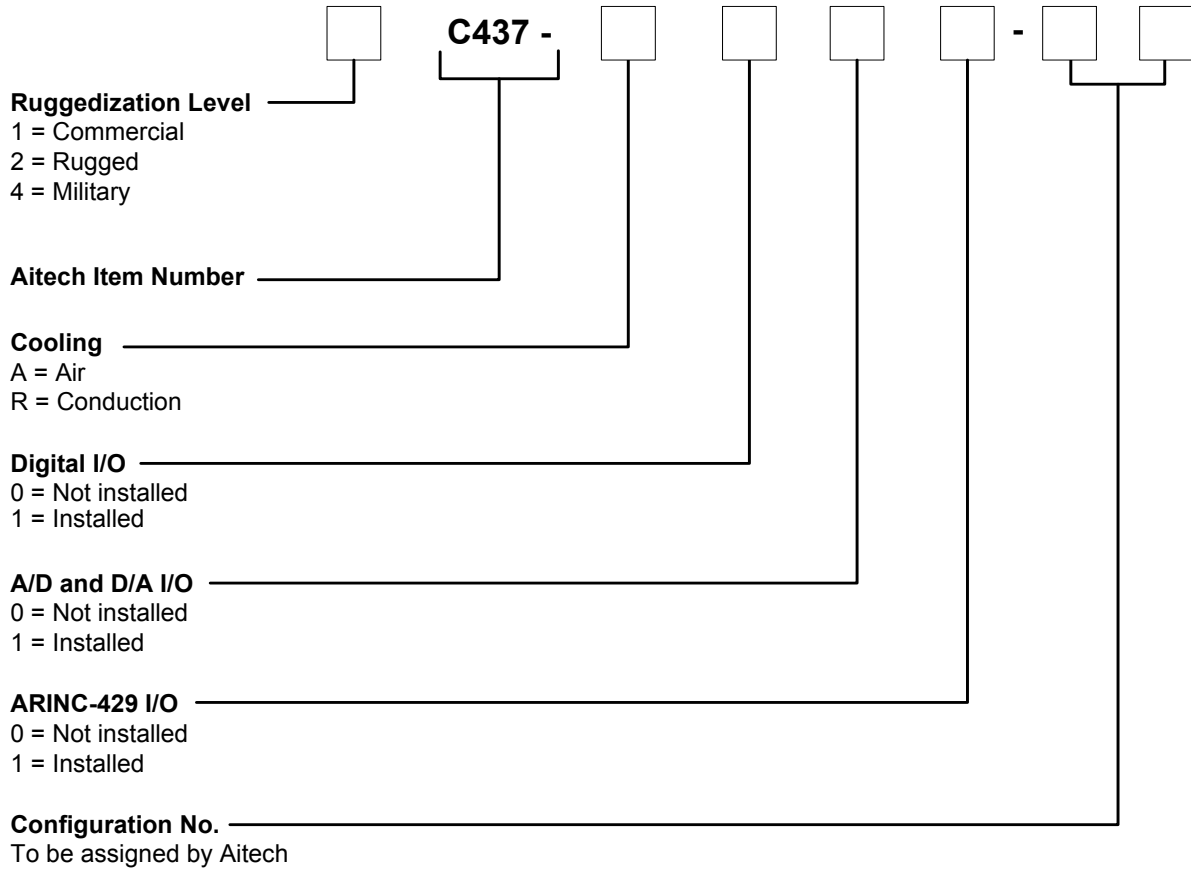 C437 - -
Ruggedization Level
1 = Commercial
2 = Rugged
4 = Military
Aitech Item Number
Cooling
A = Air
R = Conduction
Digital I/O
0 = Not installed
1 = Installed
A/D and D/A I/O
0 = Not installed
1 = Installed
ARINC-429 I/O
0 = Not installed
1 = Installed
Configuration No.
To be assigned by Aitech